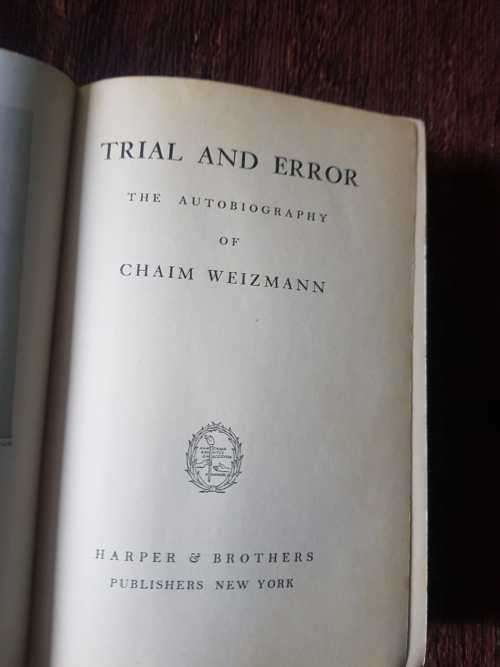 TRIAL AND ERROR
THE AUTOBIOGRAPHY
OF
CHAIM WEIZMANN
HARPER & BROTHERS
PUBLISHERS NEW YORK